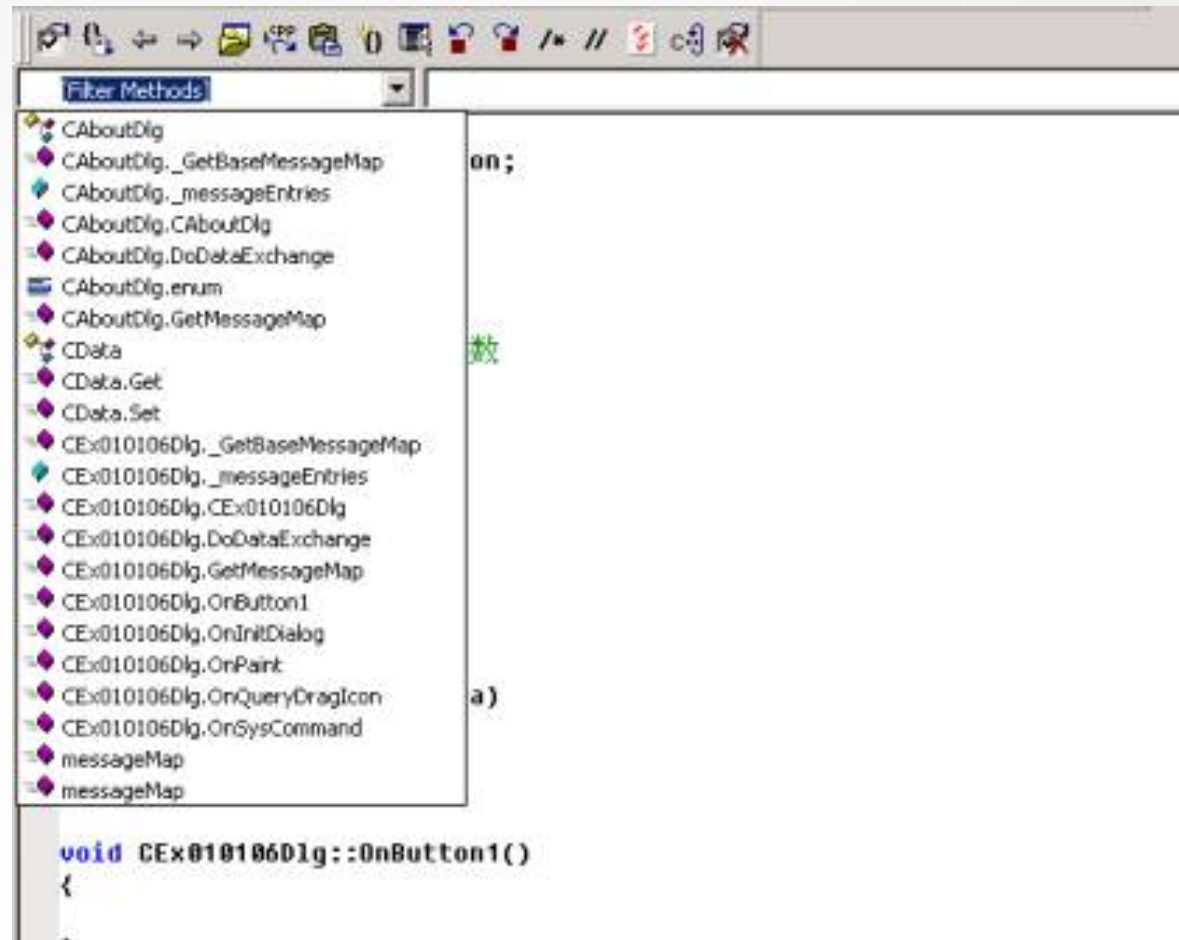 Filter Methods
CAboutDlg
CAboutDlg._GetBaseMessageMap
on;
CAboutDlg._messageEntries
CAboutDlg.CAboutDlg
CAboutDlg.DoDataExchange
CAboutDlg.enum
CAboutDlg.GetMessageMap
CData
数
CData.Get
CData.Set
CEx010106Dlg._GetBaseMessageMap
CEx010106Dlg._messageEntries
CEx010106Dlg.CEx010106Dlg
CEx010106Dlg.DoDataExchange
CEx010106Dlg.GetMessageMap
CEx010106Dlg.OnButton1
CEx010106Dlg.OnInitDialog
CEx010106Dlg.OnPaint
CEx010106Dlg.OnQueryDragIcon
a)
CEx010106Dlg.OnSysCommand
messageMap
messageMap
void CEx010106Dlg::OnButton1()
{